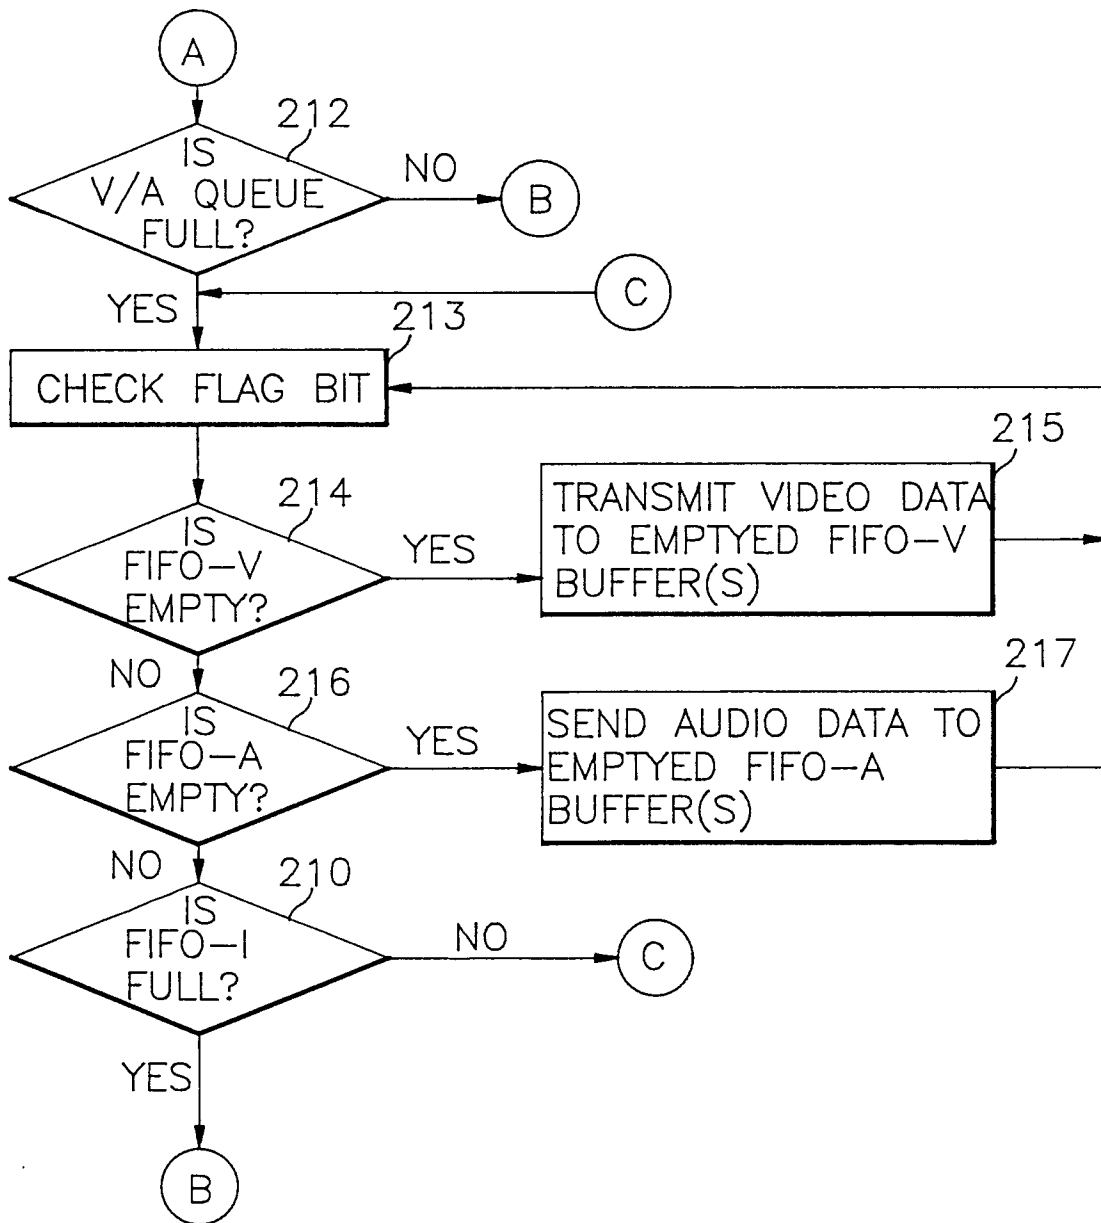 A
212
IS
V/A QUEUE
FULL?
NO
B
YES
C
213
CHECK FLAG BIT
214
IS
FIFO-V
EMPTY?
YES
215
TRANSMIT VIDEO DATA
TO EMPTYED FIFO-V
BUFFER(S)
NO
216
IS
FIFO-A
EMPTY?
YES
217
SEND AUDIO DATA TO
EMPTYED FIFO-A
BUFFER(S)
NO
210
IS
FIFO-I
FULL?
NO
C
YES
B